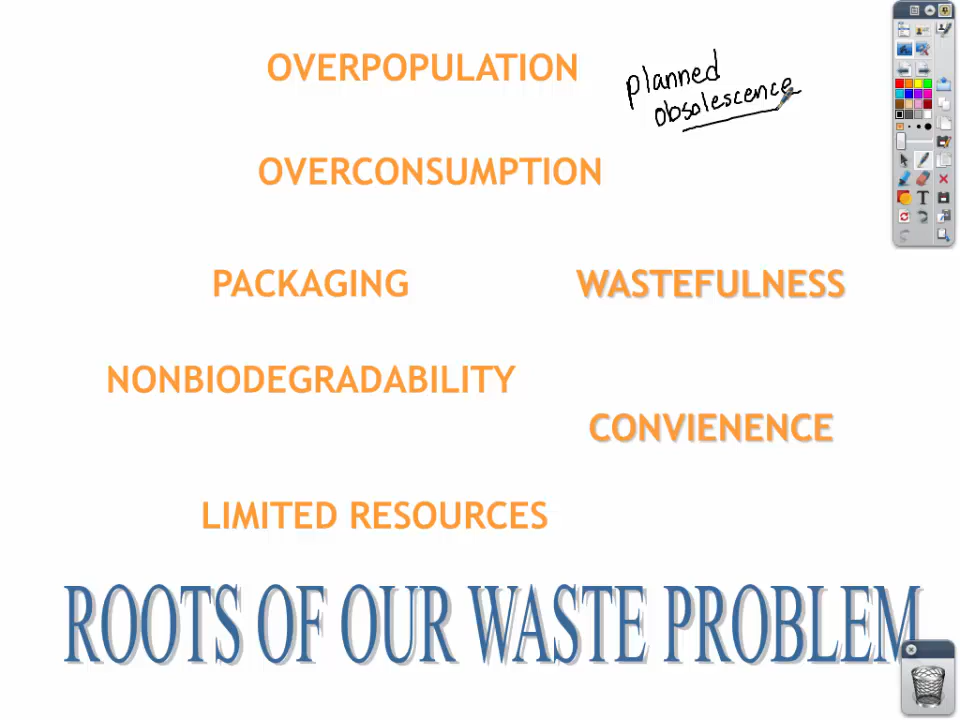 OVERPOPULATION
planned
obsolescence
OVERCONSUMPTION
PACKAGING
WASTEFULNESS
NONBIODEGRADABILITY
CONVIENENCE
LIMITED RESOURCES
ROOTS OF OUR WASTE PROBLEM